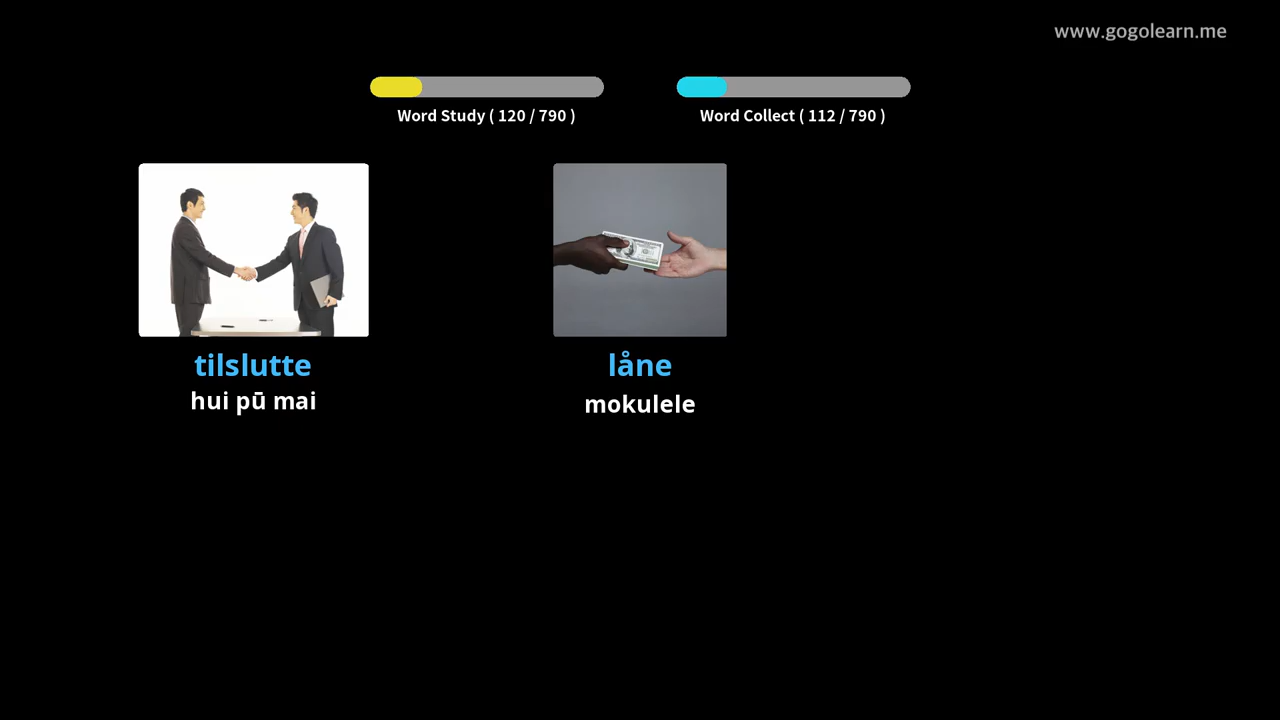 www.gogolearn.me
Word Study ( 120 / 790 )
Word Collect ( 112 / 790 )
tilslutte
hui pū mai
låne
mokulele